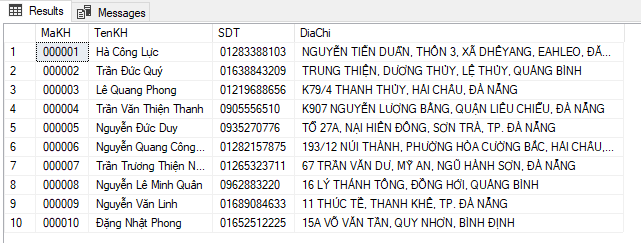 Results Messages
MaKH TenKH SDT DiaChi
1 000001 Hà Công Lực 01283388103 NGUYỄN TIẾN DUẨN, THÔN 3, XÃ DHÊYANG, EAHLEO, ĐĂ...
2 000002 Trần Đức Quý 01638843209 TRUNG THIỆN, DƯƠNG THỦY, LỆ THỦY, QUẢNG BÌNH
3 000003 Lê Quang Phong 01219688656 K79/4 THANH THỦY, HẢI CHÂU, ĐÀ NẴNG
4 000004 Trần Văn Thiện Thanh 0905556510 K907 NGUYỄN LƯƠNG BẰNG, QUẬN LIÊU CHIỂU, ĐÀ NẴNG
5 000005 Nguyễn Đức Duy 0935270776 TỔ 27A, NẠI HIÊN ĐÔNG, SƠN TRÀ, TP. ĐÀ NẴNG
6 000006 Nguyễn Quang Công... 01282157875 193/12 NÚI THÀNH, PHƯỜNG HÒA CƯỜNG BẮC, HẢI CHÂU,...
7 000007 Trần Trương Thiện N... 01265323711 67 TRẦN VĂN DƯ, MỸ AN, NGŨ HÀNH SƠN, ĐÀ NẴNG
8 000008 Nguyễn Lê Minh Quân 0962883220 16 LÝ THÁNH TÔNG, ĐỒNG HỚI, QUẢNG BÌNH
9 000009 Nguyễn Văn Linh 01689084633 11 THÚC TỀ, THANH KHÊ, TP. ĐÀ NẴNG
10 000010 Đặng Nhật Phong 01652512225 15A VÕ VĂN TẦN, QUY NHƠN, BÌNH ĐỊNH